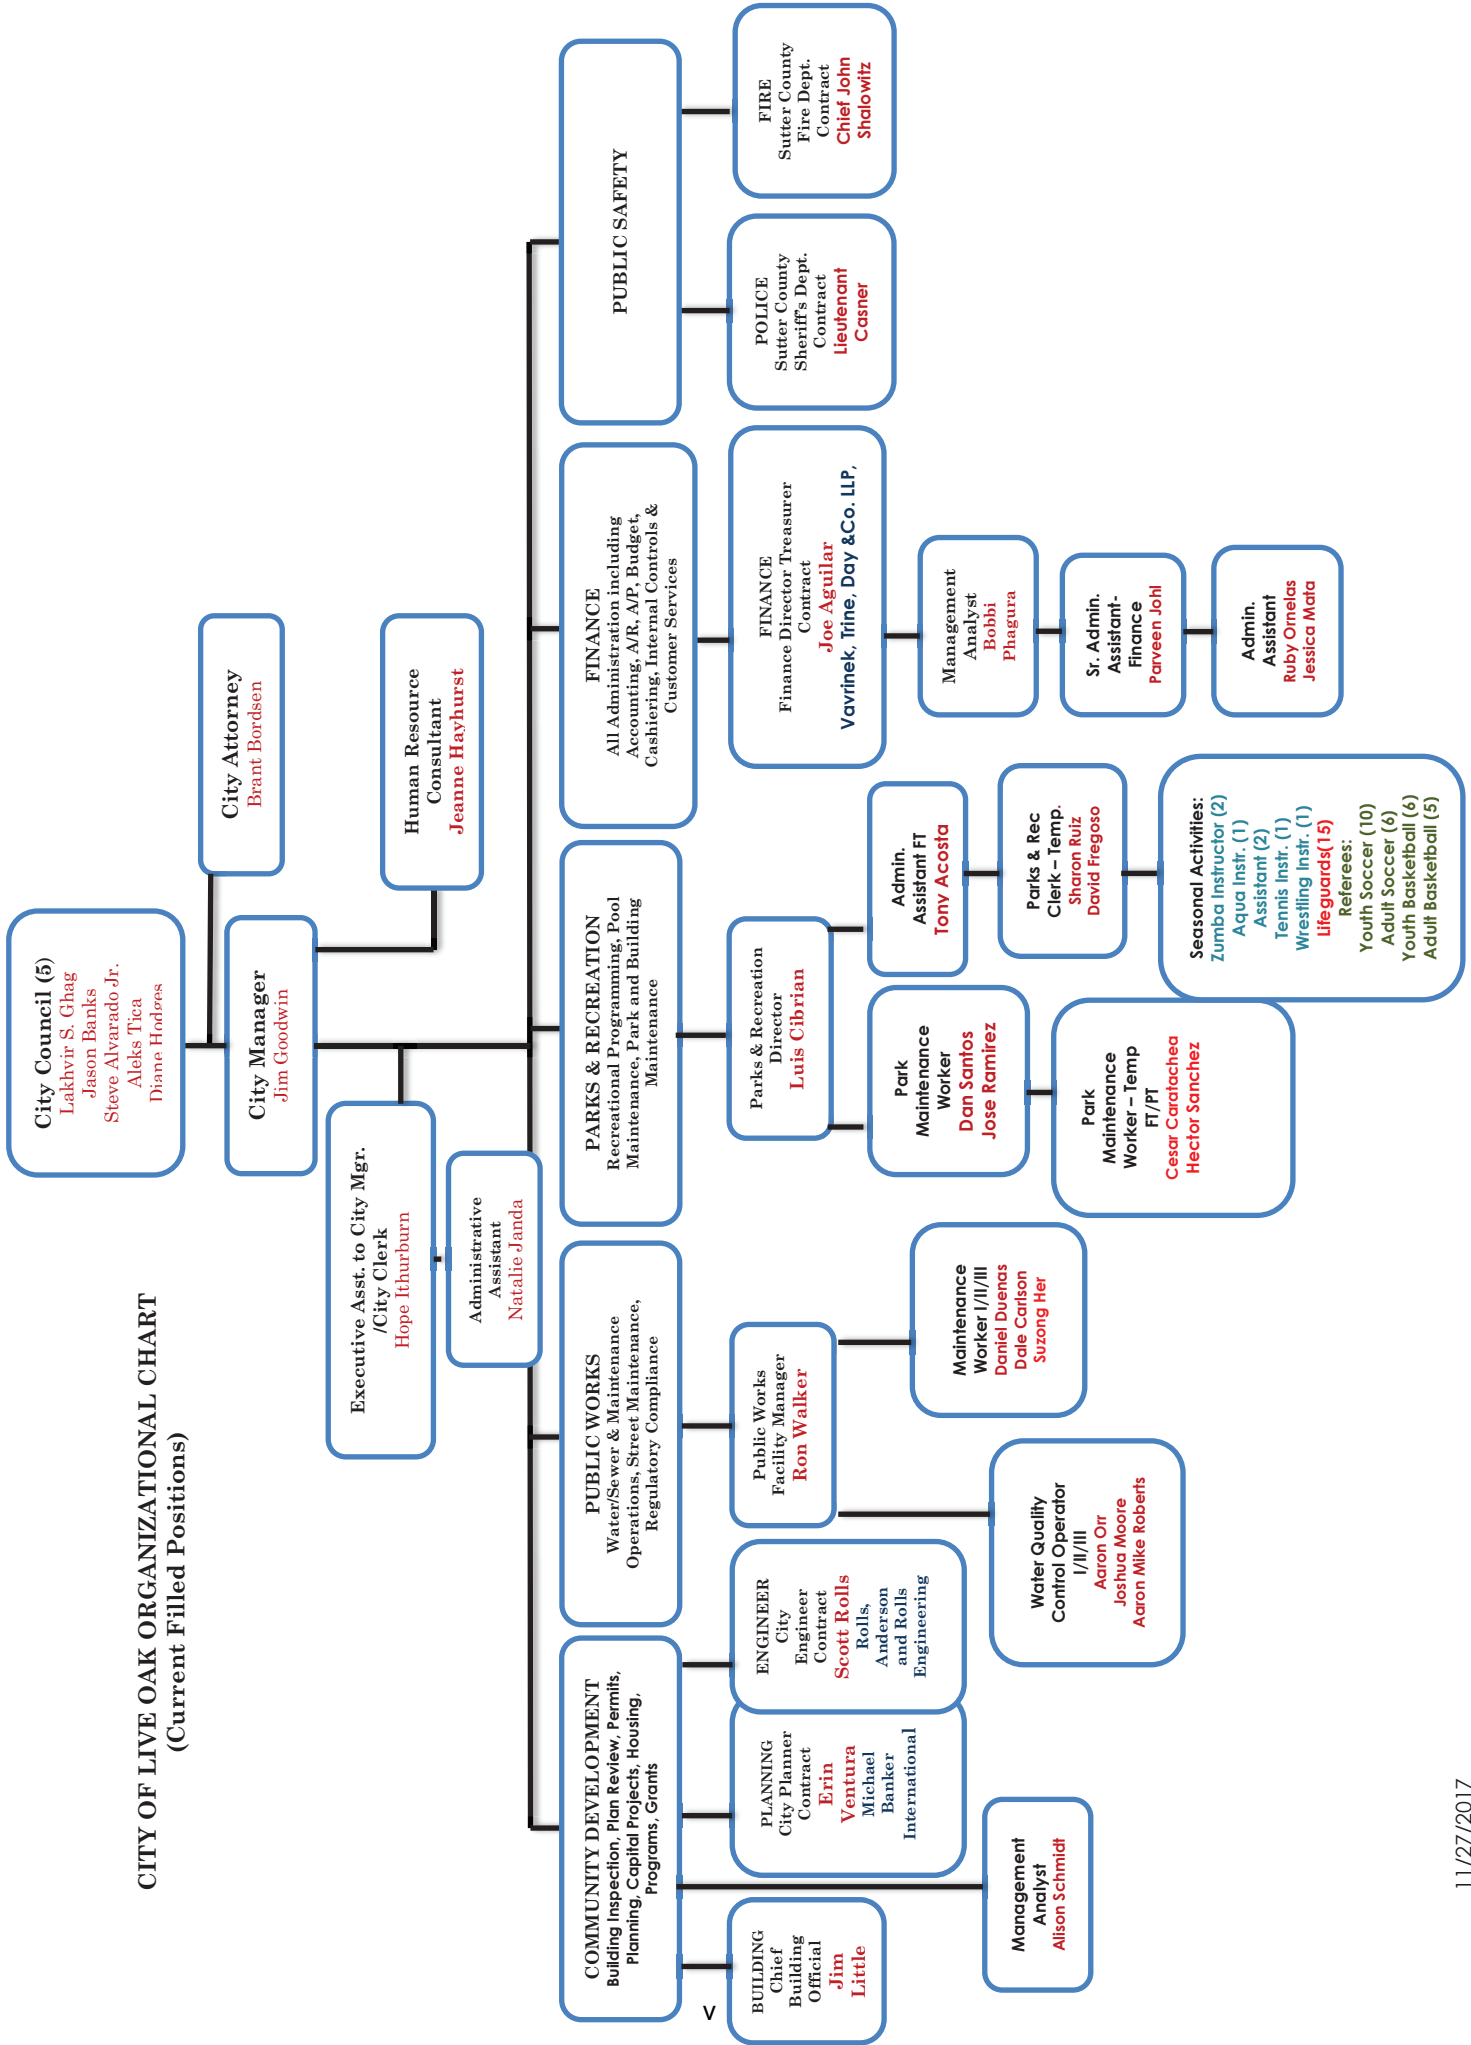 CITY OF LIVE OAK ORGANIZATIONAL CHART
(Current Filled Positions)
City Council (5)
Lakhvir S. Ghag
Jason Banks
Steve Alvarado Jr.
Aleks Tica
Diane Hodges
City Attorney
Brant Bordsen
City Manager
Jim Goodwin
Executive Asst. to City Mgr.
/City Clerk
Hope Ithurburn
Human Resource
Consultant
Jeanne Hayhurst
Administrative
Assistant
Natalie Janda
COMMUNITY DEVELOPMENT
Building Inspection, Plan Review, Permits,
Planning, Capital Projects, Housing,
Programs, Grants
PUBLIC WORKS
Water/Sewer & Maintenance
Operations, Street Maintenance,
Regulatory Compliance
PARKS & RECREATION
Recreational Programming, Pool
Maintenance, Park and Building
Maintenance
FINANCE
All Administration including
Accounting, A/R, A/P, Budget,
Cashiering, Internal Controls &
Customer Services
PUBLIC SAFETY
v
BUILDING
Chief
Building
Official
Jim
Little
PLANNING
City Planner
Contract
Erin
Ventura
Michael
Banker
International
ENGINEER
City
Engineer
Contract
Scott Rolls
Rolls,
Anderson
and Rolls
Engineering
Public Works
Facility Manager
Ron Walker
Parks & Recreation
Director
Luis Cibrian
FINANCE
Finance Director Treasurer
Contract
Joe Aguilar
Vavrinek, Trine, Day &Co. LLP,
POLICE
Sutter County
Sheriff's Dept.
Contract
Lieutenant
Casner
FIRE
Sutter County
Fire Dept.
Contract
Chief John
Shalowitz
Management
Analyst
Alison Schmidt
Water Quality
Control Operator
I/II/III
Aaron Orr
Joshua Moore
Aaron Mike Roberts
Maintenance
Worker I/II/III
Daniel Duenas
Dale Carlson
Suzong Her
Park
Maintenance
Worker
Dan Santos
Jose Ramirez
Admin.
Assistant FT
Tony Acosta
Management
Analyst
Bobbi
Phagura
Park
Maintenance
Worker – Temp
FT/PT
Cesar Caratachea
Hector Sanchez
Parks & Rec
Clerk – Temp.
Sharon Ruiz
David Fregoso
Sr. Admin.
Assistant-
Finance
Parveen Johl
Seasonal Activities:
Zumba Instructor (2)
Aqua Instr. (1)
Assistant (2)
Tennis Instr. (1)
Wrestling Instr. (1)
Lifeguards(15)
Referees:
Youth Soccer (10)
Adult Soccer (6)
Youth Basketball (6)
Adult Basketball (5)
Admin.
Assistant
Ruby Ornelas
Jessica Mata
11/27/2017